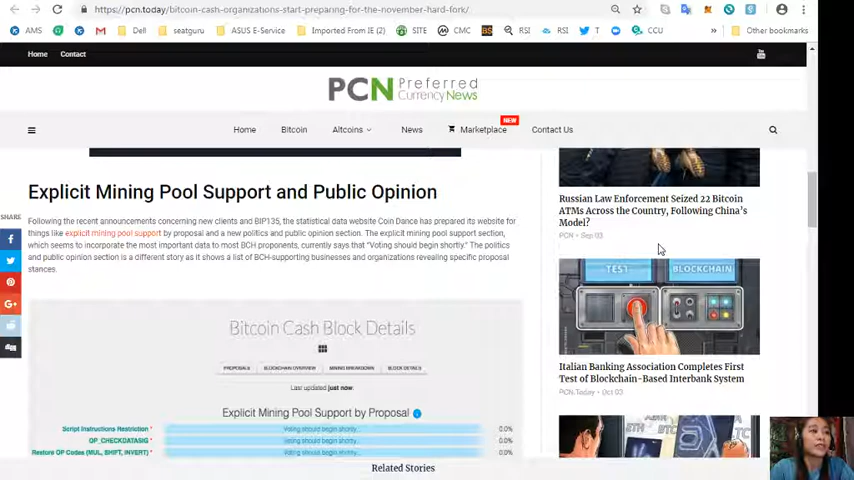 https://pcn.today/bitcoin-cash-organizations-start-preparing-for-the-november-hard-fork/
AMS
Dell
seatguru
ASUS E-Service
Imported From IE (2)
SITE
CMC
RSI
RSI
T
CCU
Other bookmarks
Home
Contact
PCN Preferred Currency News
NEW
Home
Bitcoin
Altcoins
News
Marketplace
Contact Us
Explicit Mining Pool Support and Public Opinion
SHARE
Following the recent announcements concerning new clients and BIP135, the statistical data website Coin Dance has prepared its website for
things like explicit mining pool support by proposal and a new politics and public opinion section. The explicit mining pool support section,
which seems to incorporate the most important data to most BCH proponents, currently says that "Voting should begin shortly." The politics
and public opinion section is a different story as it shows a list of BCH-supporting businesses and organizations revealing specific proposal
stances.
Bitcoin Cash Block Details
PROPOSALS
BLOCKCHAIN OVERVIEW
MINING BREAKDOWN
BLOCK DETAILS
Last updated just now.
Explicit Mining Pool Support by Proposal
Script Instructions Restriction * Voting should begin shortly... 0.0%
OP_CHECKDATASIG * Voting should begin shortly... 0.0%
Restore OP Codes (MUL, SHIFT, INVERT) * Voting should begin shortly... 0.0%
Russian Law Enforcement Seized 22 Bitcoin
ATMs Across the Country, Following China's
Model?
PCN - Sep 03
TEST
BLOCKCHAIN
Italian Banking Association Completes First
Test of Blockchain-Based Interbank System
PCN.Today - Oct 03
ETH
BTC
Related Stories